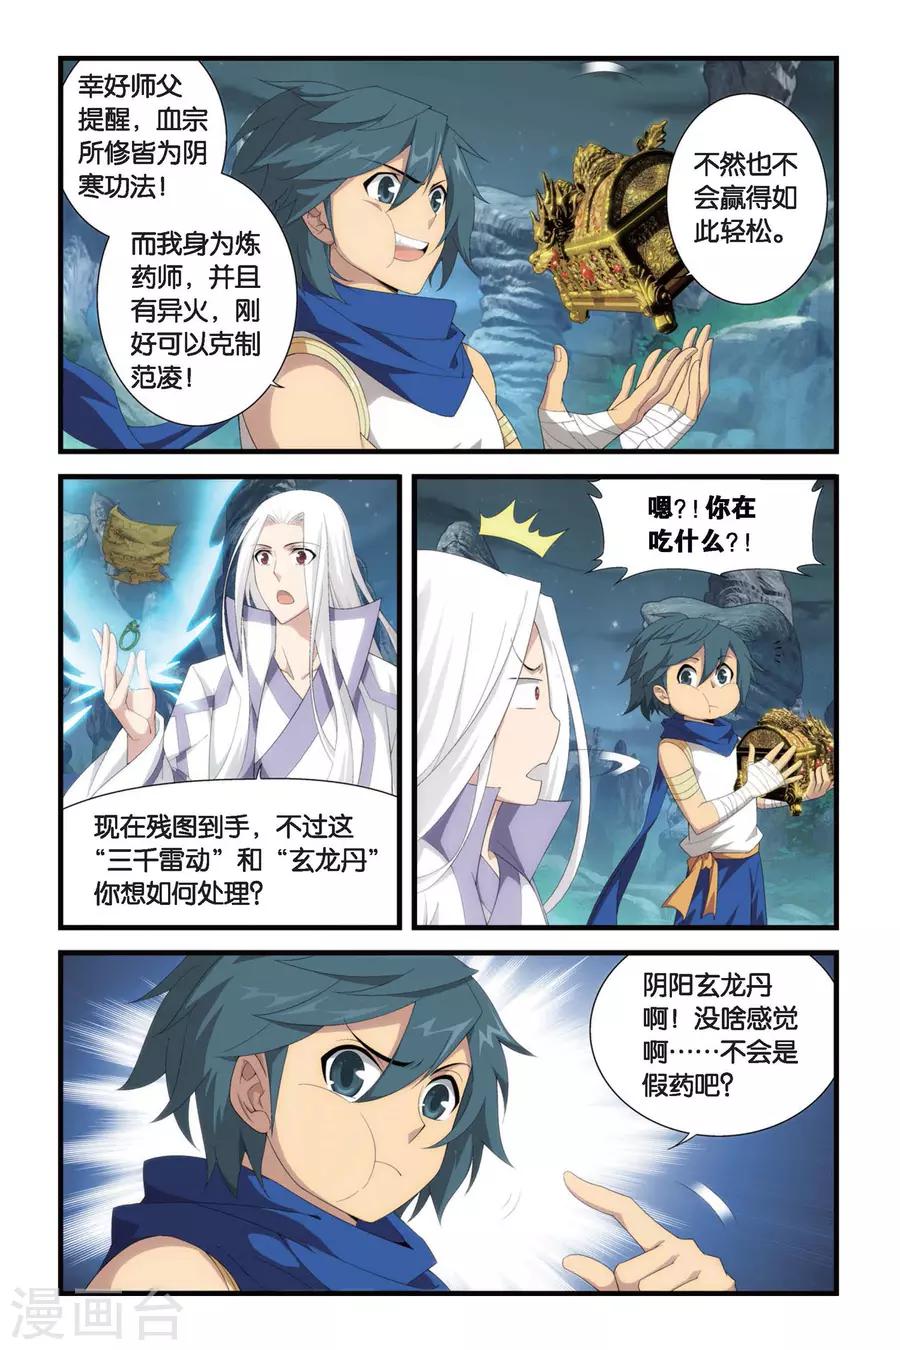 幸好师父
提醒，血宗
所修皆为阴
寒功法！
而我身为炼
药师，并且
有异火，刚
好可以克制
范凌！
不然也不
会赢得如
此轻松。
现在残图到手，不过这
“三千雷动”和“玄龙丹”
你想如何处理？
嗯？！你在
吃什么？！
阴阳玄龙丹
啊！没啥感觉
啊……不会是
假药吧？
漫画台